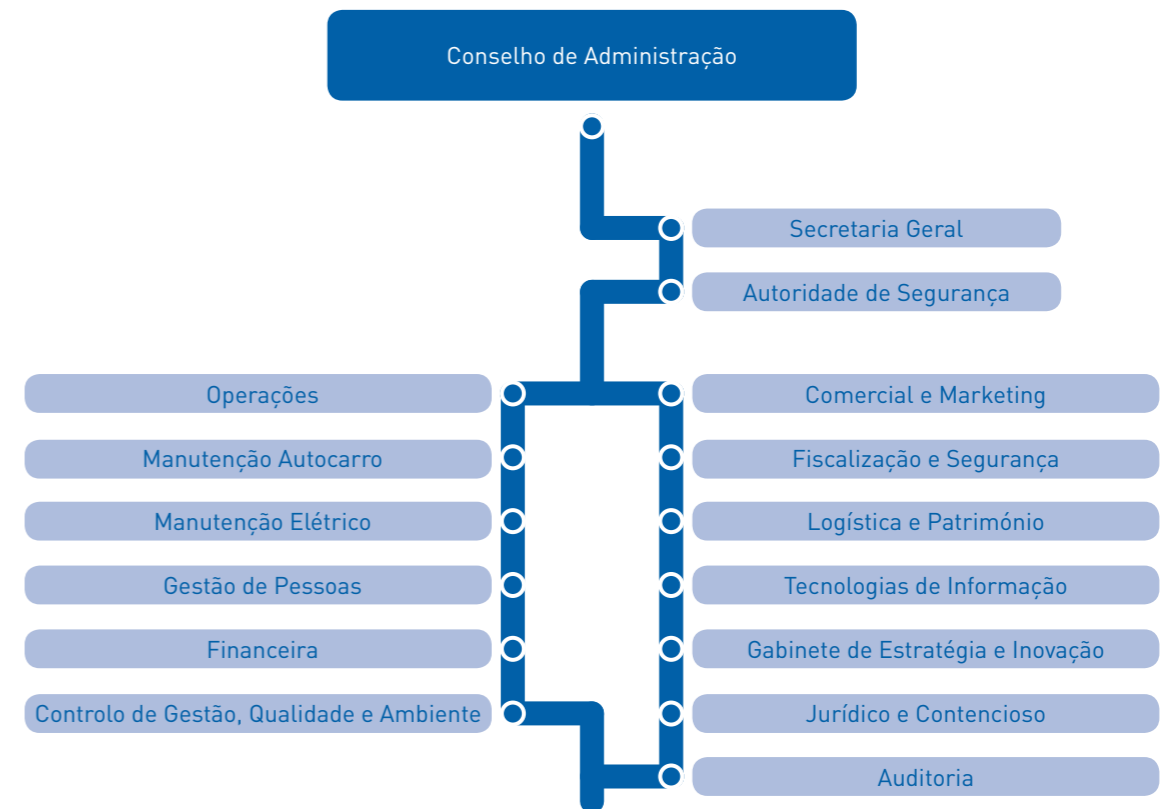 Conselho de Administração
Secretaria Geral
Autoridade de Segurança
Operações
Comercial e Marketing
Manutenção Autocarro
Fiscalização e Segurança
Manutenção Elétrico
Logística e Património
Gestão de Pessoas
Tecnologias de Informação
Financeira
Gabinete de Estratégia e Inovação
Controlo de Gestão, Qualidade e Ambiente
Jurídico e Contencioso
Auditoria